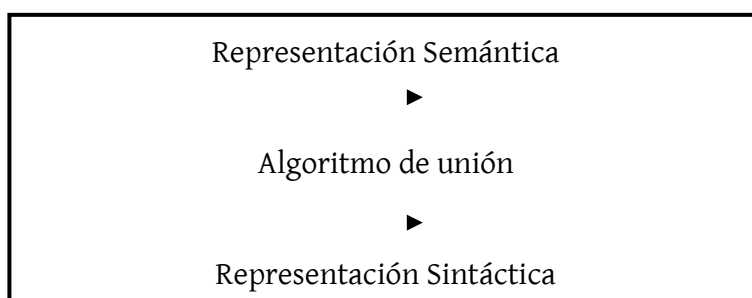 Representación Semántica
►
Algoritmo de unión
►
Representación Sintáctica